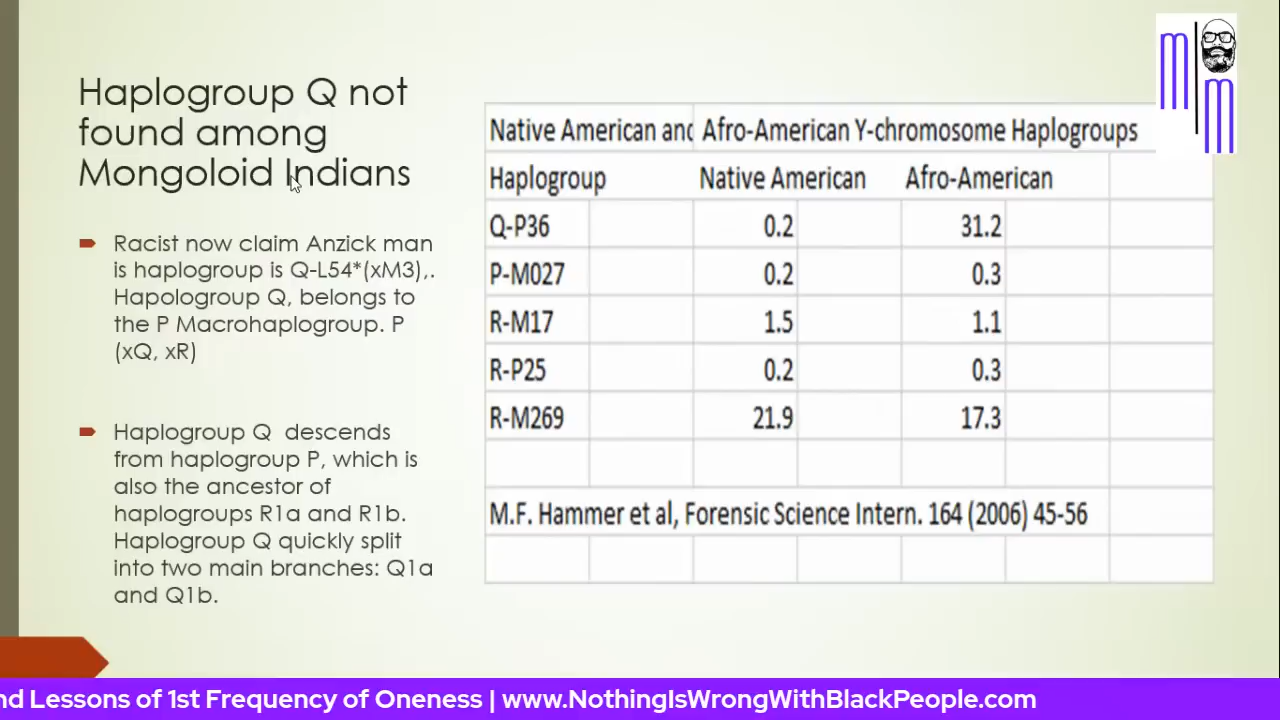 Haplogroup Q not
found among
Mongoloid Indians
Racist now claim Anzick man
is haplogroup is Q-L54*(xM3),.
Hapologroup Q, belongs to
the P Macrohaplogroup. P
(xQ, xR)
Haplogroup Q descends
from haplogroup P, which is
also the ancestor of
haplogroups R1a and R1b.
Haplogroup Q quickly split
into two main branches: Q1a
and Q1b.
Native American and Afro-American Y-chromosome Haplogroups
Haplogroup Native American Afro-American
Q-P36 0.2 31.2
P-M027 0.2 0.3
R-M17 1.5 1.1
R-P25 0.2 0.3
R-M269 21.9 17.3
M.F. Hammer et al, Forensic Science Intern. 164 (2006) 45-56
m m
nd Lessons of 1st Frequency of Oneness | www.NothingIsWrongWithBlackPeople.com